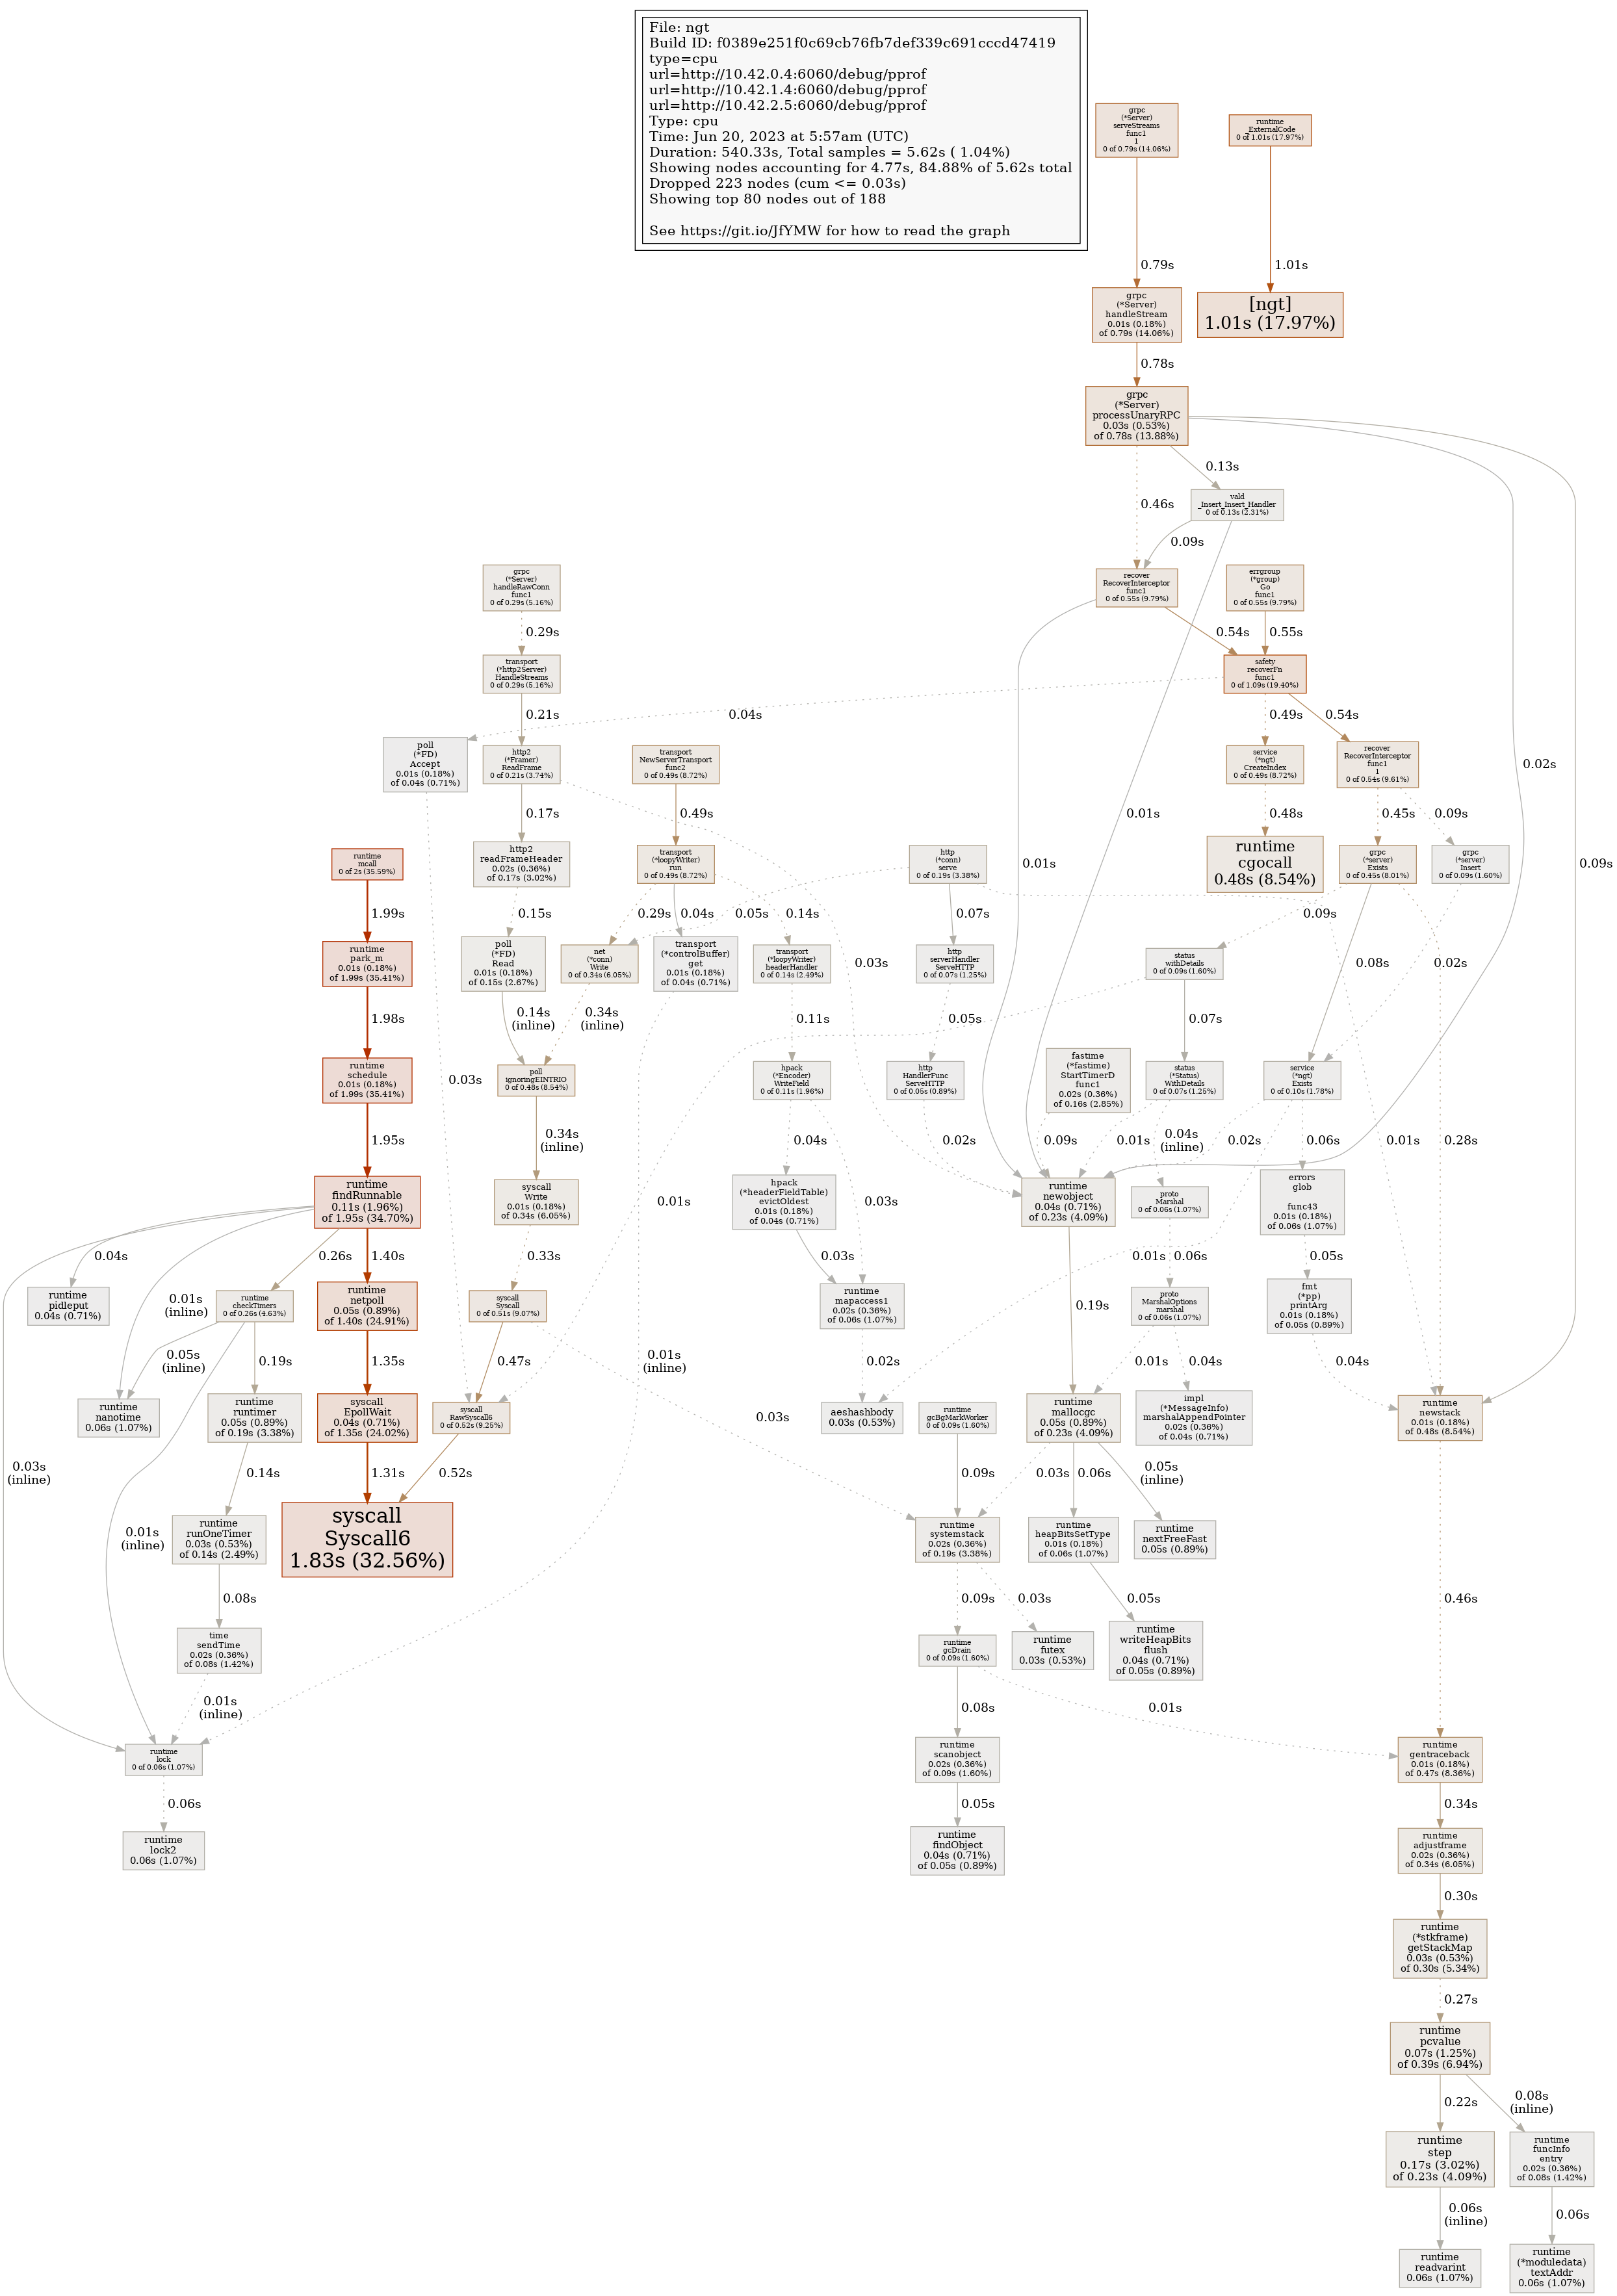 File: ngt
Build ID: f0389e251f0c69cb76fb7def339c691cccd47419
type=cpu
url=http://10.42.0.4:6060/debug/pprof
url=http://10.42.1.4:6060/debug/pprof
url=http://10.42.2.5:6060/debug/pprof
Type: cpu
Time: Jun 20, 2023 at 5:57am (UTC)
Duration: 540.33s, Total samples = 5.62s ( 1.04%)
Showing nodes accounting for 4.77s, 84.88% of 5.62s total
Dropped 223 nodes (cum <= 0.03s)
Showing top 80 nodes out of 188
See https://git.io/JfYMW for how to read the graph
grpc
(*Server)
serveStreams
func1
1
0 of 0.79s (14.06%)
runtime
_ExternalCode
0 of 1.01s (17.97%)
0.79s
1.01s
grpc
(*Server)
handleStream
0.01s (0.18%)
of 0.79s (14.06%)
[ngt]
1.01s (17.97%)
0.78s
grpc
(*Server)
processUnaryRPC
0.03s (0.53%)
of 0.78s (13.88%)
0.13s
0.46s
vald
_Insert_Insert_Handler
0 of 0.13s (2.31%)
0.09s
grpc
(*Server)
handleRawConn
func1
0 of 0.29s (5.16%)
recover
RecoverInterceptor
func1
0 of 0.55s (9.79%)
errgroup
(*group)
Go
func1
0 of 0.55s (9.79%)
0.29s
0.54s
0.55s
transport
(*http2Server)
HandleStreams
0 of 0.29s (5.16%)
safety
recoverFn
func1
0 of 1.09s (19.40%)
0.21s
0.04s
0.49s
0.54s
poll
(*FD)
Accept
0.01s (0.18%)
of 0.04s (0.71%)
http2
(*Framer)
ReadFrame
0 of 0.21s (3.74%)
transport
NewServerTransport
func2
0 of 0.49s (8.72%)
service
(*ngt)
CreateIndex
0 of 0.49s (8.72%)
recover
RecoverInterceptor
func1
1
0 of 0.54s (9.61%)
0.02s
0.17s
0.49s
0.01s
0.48s
0.45s
0.09s
runtime
mcall
0 of 2s (35.59%)
http2
readFrameHeader
0.02s (0.36%)
of 0.17s (3.02%)
transport
(*loopyWriter)
run
0 of 0.49s (8.72%)
http
(*conn)
serve
0 of 0.19s (3.38%)
0.01s
runtime
cgocall
0.48s (8.54%)
grpc
(*server)
Exists
0 of 0.45s (8.01%)
grpc
(*server)
Insert
0 of 0.09s (1.60%)
0.09s
1.99s
0.15s
0.29s
0.04s
0.05s
0.14s
0.07s
0.09s
runtime
park_m
0.01s (0.18%)
of 1.99s (35.41%)
poll
(*FD)
Read
0.01s (0.18%)
of 0.15s (2.67%)
net
(*conn)
Write
0 of 0.34s (6.05%)
transport
(*controlBuffer)
get
0.01s (0.18%)
of 0.04s (0.71%)
transport
(*loopyWriter)
headerHandler
0 of 0.14s (2.49%)
0.03s
http
serverHandler
ServeHTTP
0 of 0.07s (1.25%)
status
withDetails
0 of 0.09s (1.60%)
0.08s
0.02s
1.98s
0.14s
(inline)
0.34s
(inline)
0.11s
0.05s
0.05s
0.07s
runtime
schedule
0.01s (0.18%)
of 1.99s (35.41%)
0.03s
poll
ignoringEINTRIO
0 of 0.48s (8.54%)
hpack
(*Encoder)
WriteField
0 of 0.11s (1.96%)
http
HandlerFunc
ServeHTTP
0 of 0.05s (0.89%)
fastime
(*fastime)
StartTimerD
func1
0.02s (0.36%)
of 0.16s (2.85%)
status
(*Status)
WithDetails
0 of 0.07s (1.25%)
service
(*ngt)
Exists
0 of 0.10s (1.78%)
1.95s
0.34s
(inline)
0.04s
0.03s
0.02s
0.09s
0.01s
0.04s
(inline)
0.02s
0.06s
0.01s
0.28s
runtime
findRunnable
0.11s (1.96%)
of 1.95s (34.70%)
syscall
Write
0.01s (0.18%)
of 0.34s (6.05%)
0.01s
hpack
(*headerFieldTable)
evictOldest
0.01s (0.18%)
of 0.04s (0.71%)
runtime
newobject
0.04s (0.71%)
of 0.23s (4.09%)
proto
Marshal
0 of 0.06s (1.07%)
errors
glob

func43
0.01s (0.18%)
of 0.06s (1.07%)
0.04s
0.26s
1.40s
0.33s
0.03s
0.01s
0.06s
0.05s
runtime
pidleput
0.04s (0.71%)
0.01s
(inline)
runtime
checkTimers
0 of 0.26s (4.63%)
runtime
netpoll
0.05s (0.89%)
of 1.40s (24.91%)
syscall
Syscall
0 of 0.51s (9.07%)
runtime
mapaccess1
0.02s (0.36%)
of 0.06s (1.07%)
0.19s
proto
MarshalOptions
marshal
0 of 0.06s (1.07%)
fmt
(*pp)
printArg
0.01s (0.18%)
of 0.05s (0.89%)
0.05s
(inline)
0.19s
1.35s
0.47s
0.01s
(inline)
0.02s
0.01s
0.04s
0.04s
runtime
nanotime
0.06s (1.07%)
runtime
runtimer
0.05s (0.89%)
of 0.19s (3.38%)
syscall
EpollWait
0.04s (0.71%)
of 1.35s (24.02%)
syscall
RawSyscall6
0 of 0.52s (9.25%)
0.03s
aeshashbody
0.03s (0.53%)
runtime
gcBgMarkWorker
0 of 0.09s (1.60%)
runtime
mallocgc
0.05s (0.89%)
of 0.23s (4.09%)
impl
(*MessageInfo)
marshalAppendPointer
0.02s (0.36%)
of 0.04s (0.71%)
runtime
newstack
0.01s (0.18%)
of 0.48s (8.54%)
0.03s
(inline)
0.14s
1.31s
0.52s
0.09s
0.03s
0.06s
0.05s
(inline)
0.01s
(inline)
runtime
runOneTimer
0.03s (0.53%)
of 0.14s (2.49%)
syscall
Syscall6
1.83s (32.56%)
runtime
systemstack
0.02s (0.36%)
of 0.19s (3.38%)
runtime
heapBitsSetType
0.01s (0.18%)
of 0.06s (1.07%)
runtime
nextFreeFast
0.05s (0.89%)
0.08s
0.09s
0.03s
0.05s
0.46s
time
sendTime
0.02s (0.36%)
of 0.08s (1.42%)
runtime
gcDrain
0 of 0.09s (1.60%)
runtime
futex
0.03s (0.53%)
runtime
writeHeapBits
flush
0.04s (0.71%)
of 0.05s (0.89%)
0.01s
(inline)
0.08s
0.01s
runtime
lock
0 of 0.06s (1.07%)
runtime
scanobject
0.02s (0.36%)
of 0.09s (1.60%)
runtime
gentraceback
0.01s (0.18%)
of 0.47s (8.36%)
0.06s
0.05s
0.34s
runtime
lock2
0.06s (1.07%)
runtime
findObject
0.04s (0.71%)
of 0.05s (0.89%)
runtime
adjustframe
0.02s (0.36%)
of 0.34s (6.05%)
0.30s
runtime
(*stkframe)
getStackMap
0.03s (0.53%)
of 0.30s (5.34%)
0.27s
runtime
pcvalue
0.07s (1.25%)
of 0.39s (6.94%)
0.22s
0.08s
(inline)
runtime
step
0.17s (3.02%)
of 0.23s (4.09%)
runtime
funcInfo
entry
0.02s (0.36%)
of 0.08s (1.42%)
0.06s
(inline)
0.06s
runtime
readvarint
0.06s (1.07%)
runtime
(*moduledata)
textAddr
0.06s (1.07%)